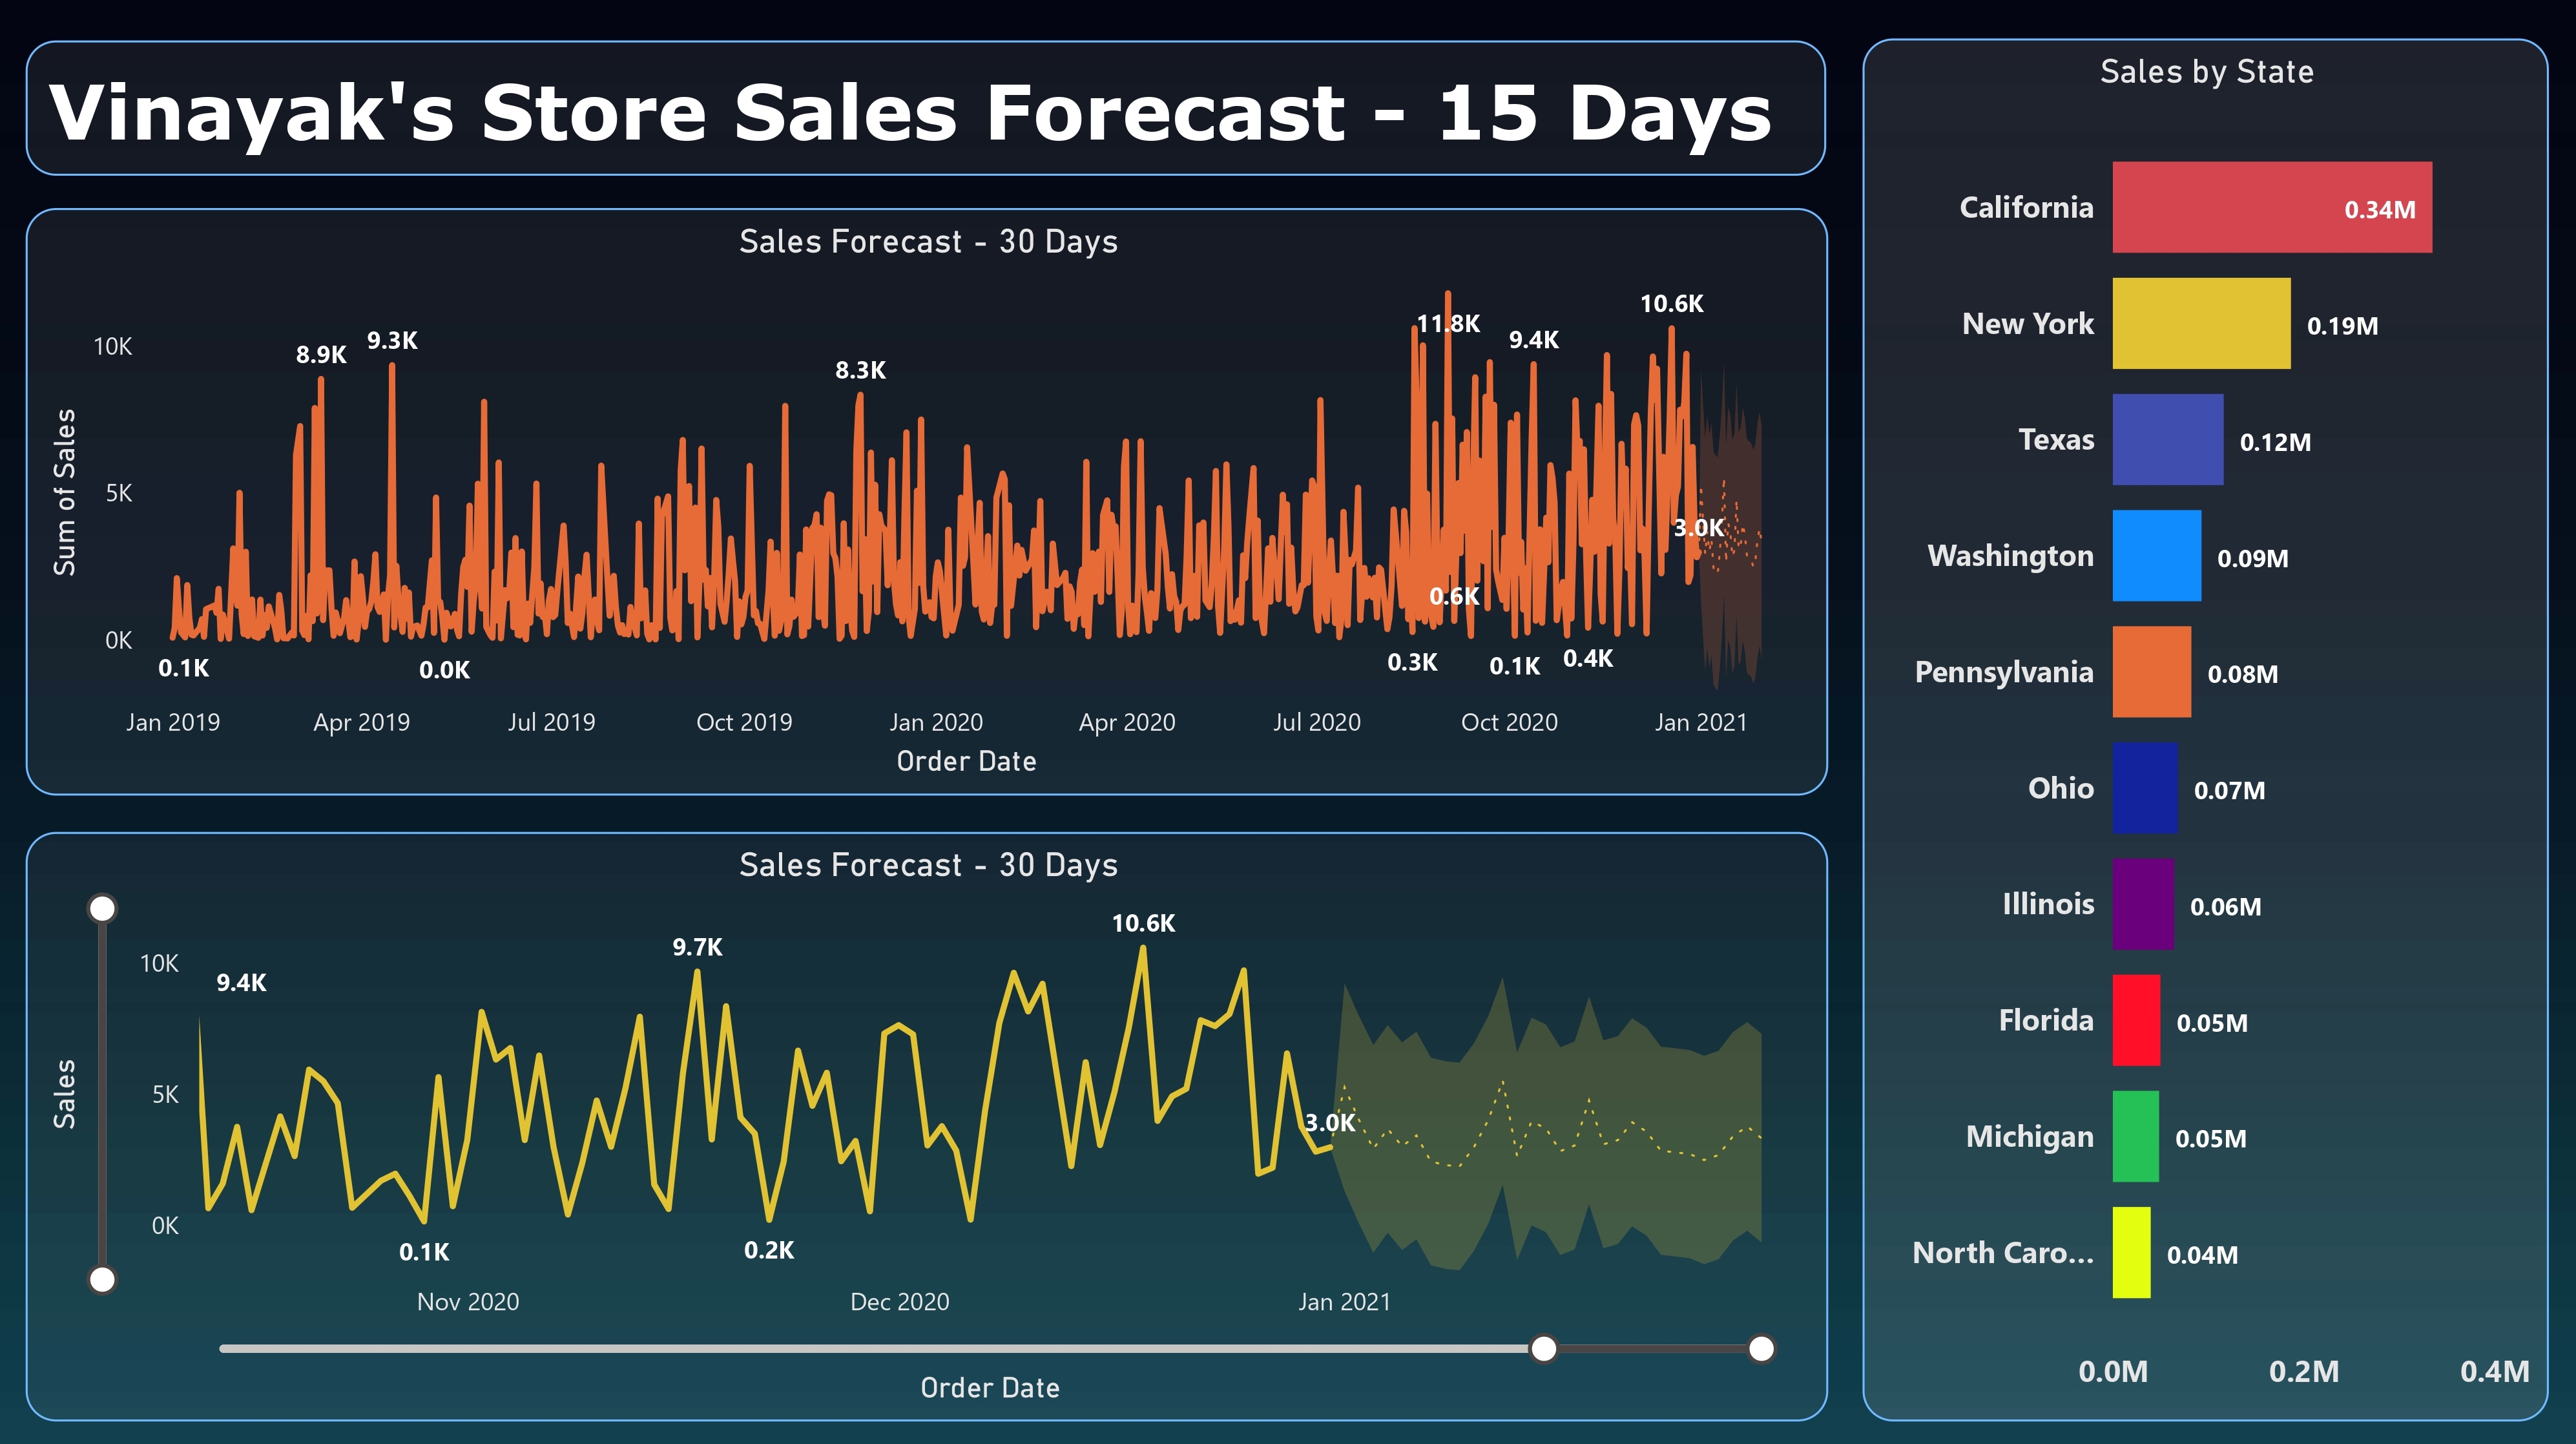 Vinayak's Store Sales Forecast - 15 Days
Sales Forecast - 30 Days
Sum of Sales
10K
5K
0K
8.9K
9.3K
8.3K
11.8K
9.4K
10.6K
3.0K
0.6K
0.1K
0.0K
0.3K
0.1K
0.4K
Jan 2019
Apr 2019
Jul 2019
Oct 2019
Jan 2020
Apr 2020
Jul 2020
Oct 2020
Jan 2021
Order Date
Sales Forecast - 30 Days
Sales
10K
5K
0K
9.4K
9.7K
10.6K
3.0K
0.1K
0.2K
Nov 2020
Dec 2020
Jan 2021
Order Date
Sales by State
California 0.34M
New York 0.19M
Texas 0.12M
Washington 0.09M
Pennsylvania 0.08M
Ohio 0.07M
Illinois 0.06M
Florida 0.05M
Michigan 0.05M
North Caro... 0.04M
0.0M 0.2M 0.4M